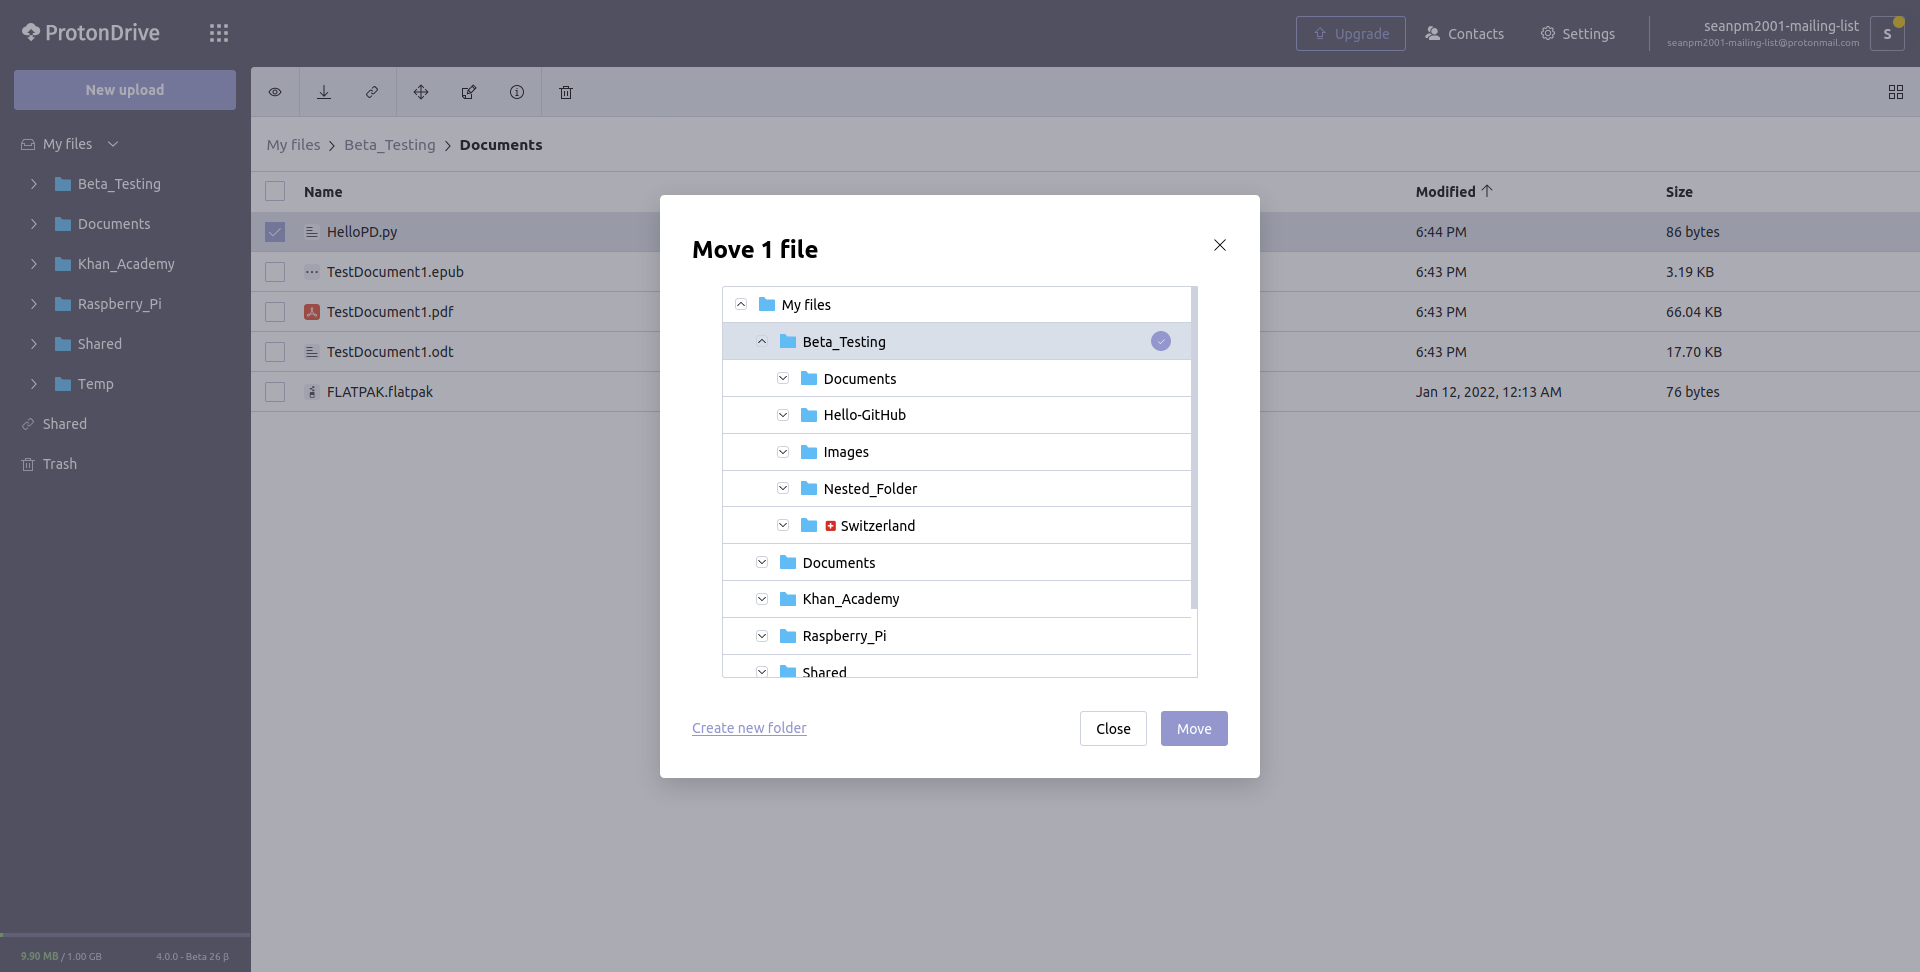 ProtonDrive
Upgrade
Contacts
Settings
seanpm2001-mailing-list
seanpm2001-mailing-list@protonmail.com
S
New upload
My files
Beta_Testing
Documents
Khan_Academy
Raspberry_Pi
Shared
Temp
Shared
Trash
9.90 MB / 1.00 GB
4.0.0 - Beta 26 β
My files > Beta_Testing > Documents
Name Modified Size
HelloPD.py 6:44 PM 86 bytes
TestDocument1.epub 6:43 PM 3.19 KB
TestDocument1.pdf 6:43 PM 66.04 KB
TestDocument1.odt 6:43 PM 17.70 KB
FLATPAK.flatpak Jan 12, 2022, 12:13 AM 76 bytes
Move 1 file
My files
Beta_Testing
Documents
Hello-GitHub
Images
Nested_Folder
🇨🇭 Switzerland
Documents
Khan_Academy
Raspberry_Pi
Shared
Create new folder
Close
Move